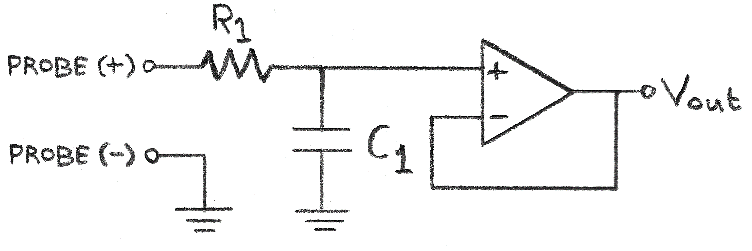 R1
PROBE (+)
+
Vout
-
PROBE (-)
C1